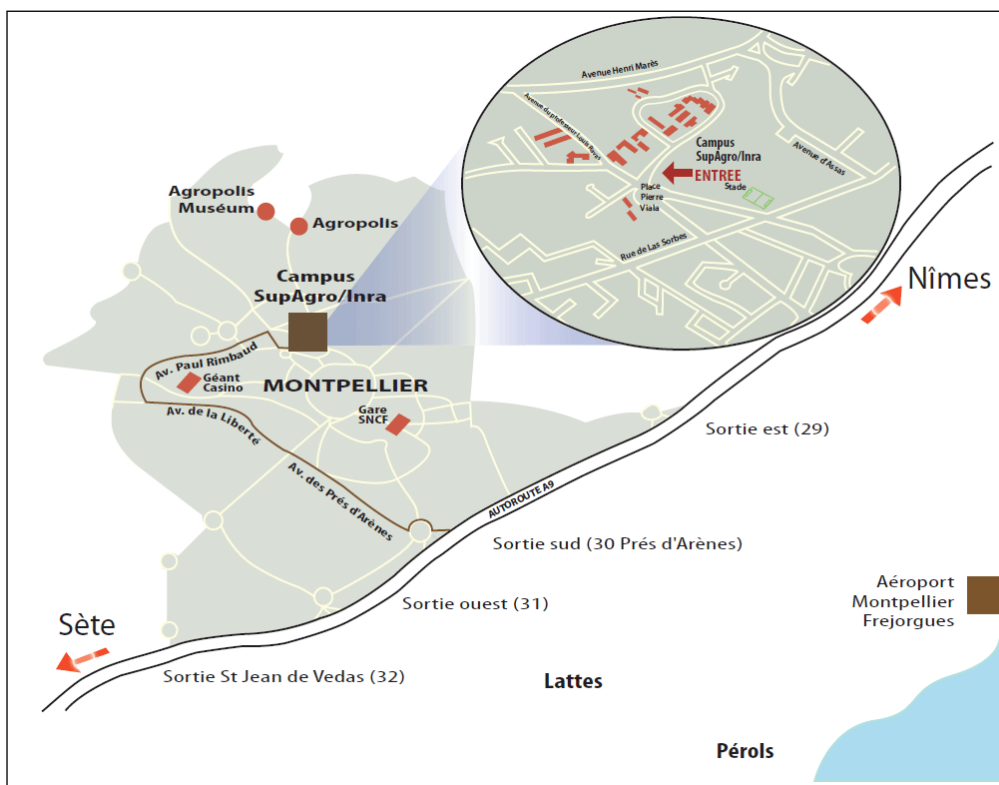 Avenue Henri Marès
Avenue du professeur Louis Ravas
Campus
SupAgro/Inra
ENTREE
Avenue d'Assas
Stade
Place
Pierre
Viala
Rue de Las Sorbes
Agropolis
Muséum
Agropolis
Campus
SupAgro/Inra
Nîmes
Av. Paul Rimbaud
Géant
Casino
MONTPELLIER
Gare
SNCF
Av. de la Liberté
Av. des Prés d'Arènes
Sortie est (29)
AUTOROUTE A9
Sortie sud (30 Prés d'Arènes)
Sortie ouest (31)
Aéroport
Montpellier
Frejorgues
Sète
Sortie St Jean de Vedas (32)
Lattes
Pérols